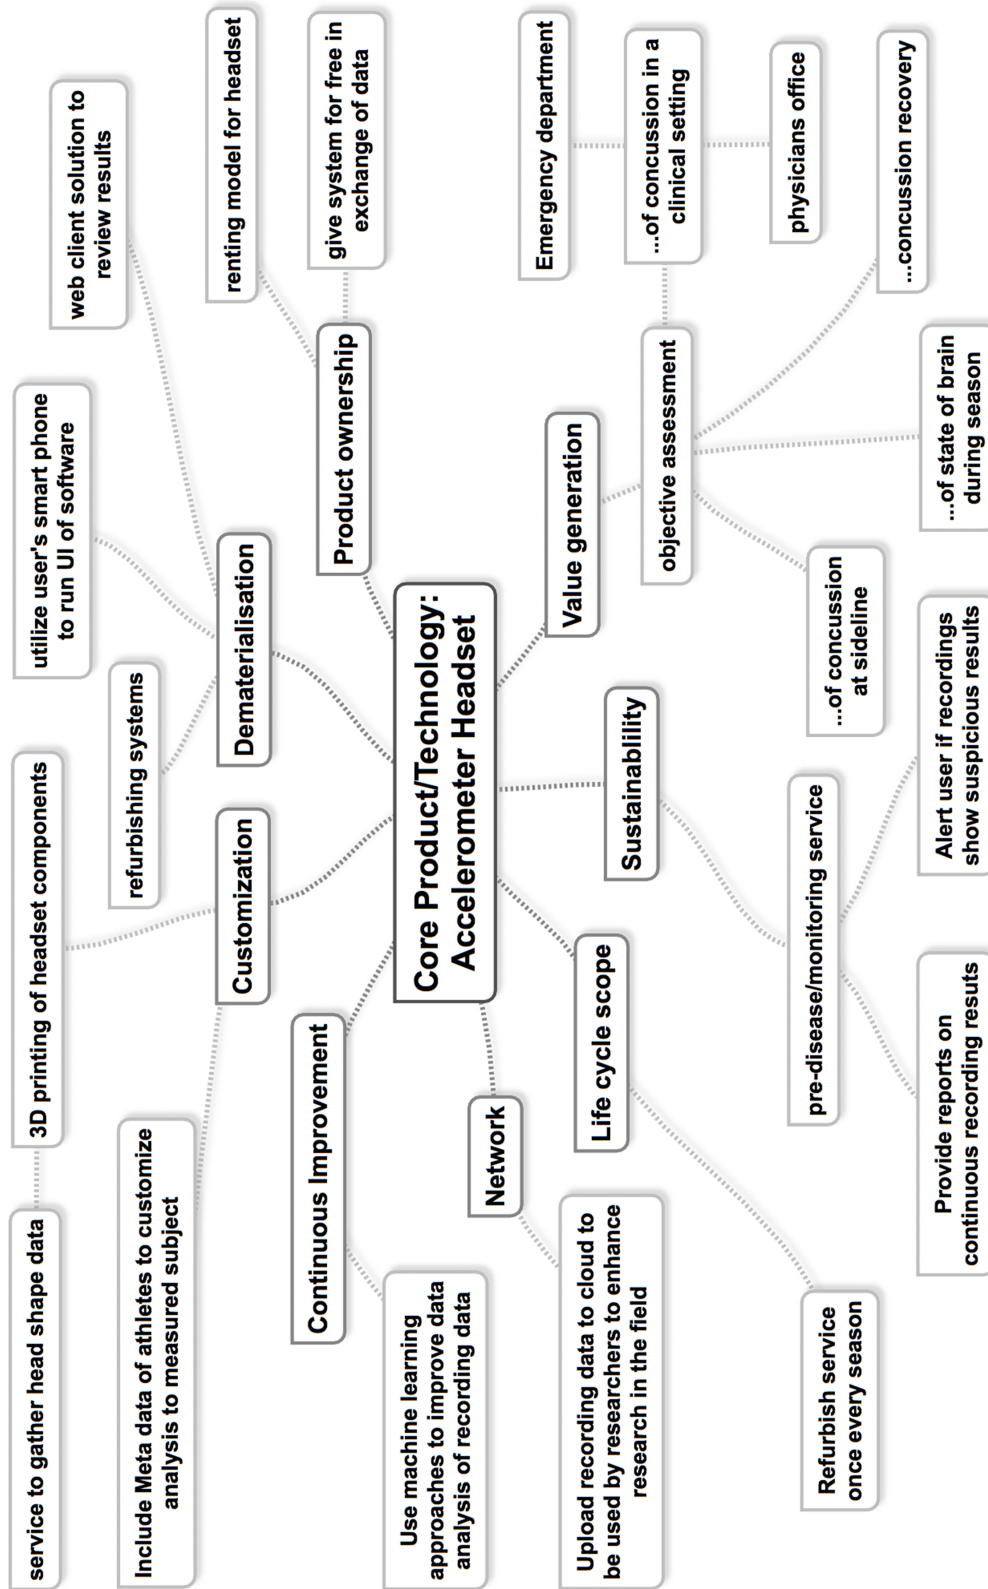 service to gather head shape data
3D printing of headset components
utilize user's smart phone
to run UI of software
web client solution to
review results
Include Meta data of athletes to customize
analysis to measured subject
refurbishing systems
renting model for headset
Customization
Dematerialisation
give system for free in
exchange of data
Continuous Improvement
Product ownership
Use machine learning
approaches to improve data
analysis of recording data
Core Product/Technology:
Accelerometer Headset
Network
Emergency department
Value generation
Upload recording data to cloud to
be used by researchers to enhance
research in the field
Life cycle scope
Sustainablility
objective assessment
...of concussion in a
clinical setting
physicians office
Refurbish service
once every season
pre-disease/monitoring service
...of concussion
at sideline
...concussion recovery
Provide reports on
continuous recording resuts
Alert user if recordings
show suspicious results
...of state of brain
during season